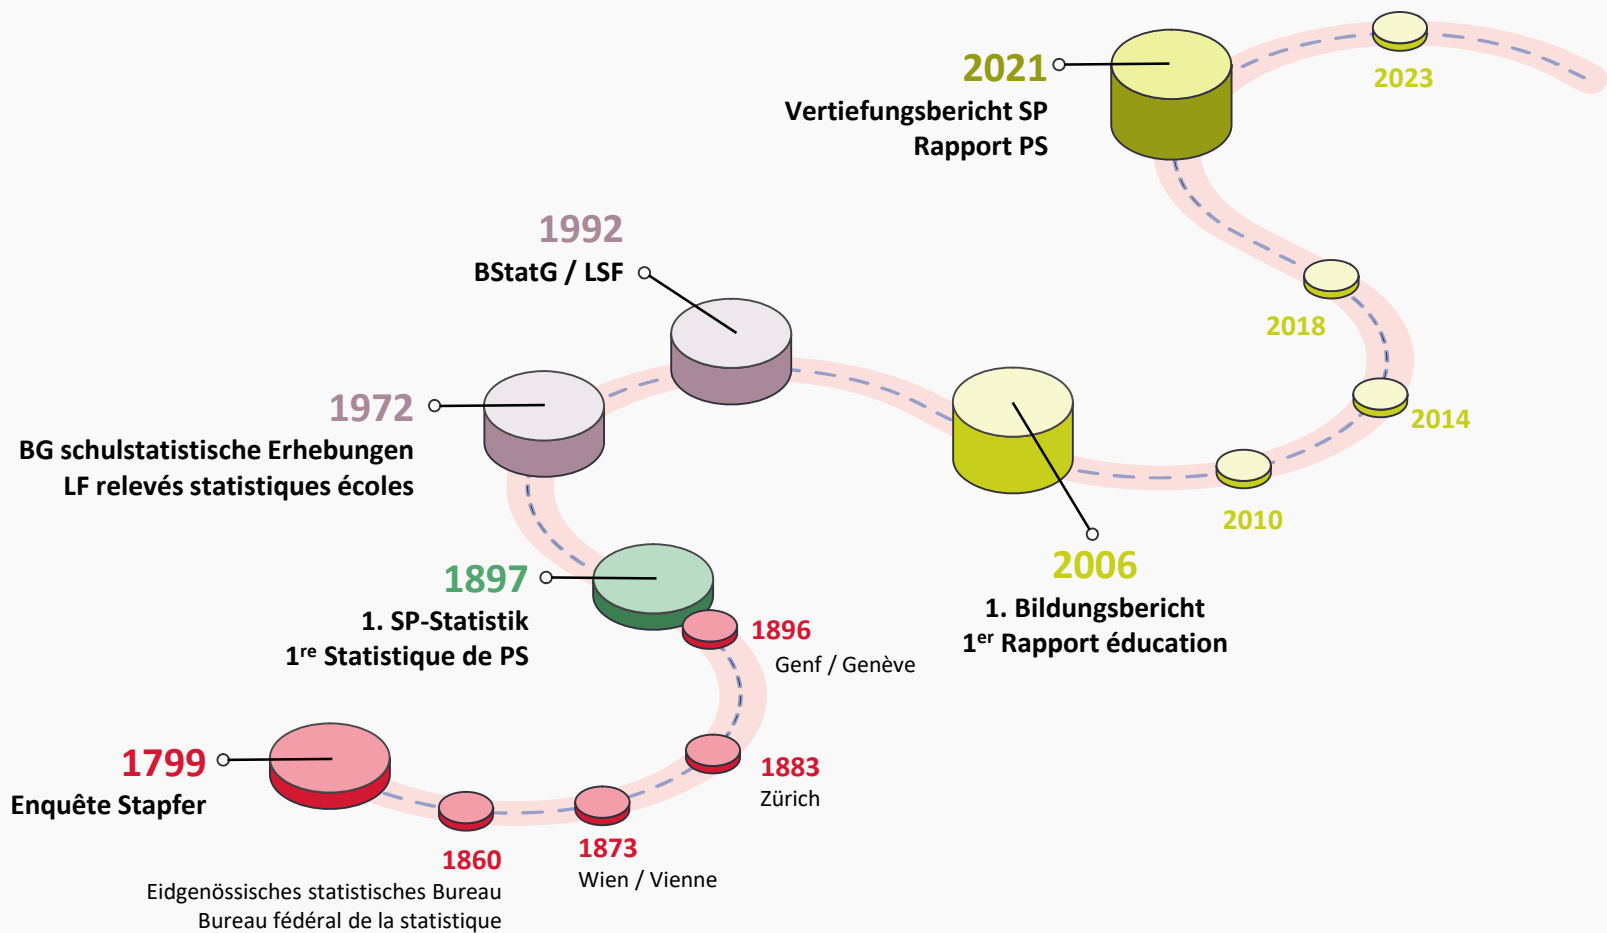 2021
Vertiefungsbericht SP
Rapport PS
2023
1992
BStatG / LSF
2018
1972
BG schulstatistische Erhebungen
LF relevés statistiques écoles
2014
2010
2006
1. Bildungsbericht
1er Rapport éducation
1897
1. SP-Statistik
1re Statistique de PS
1896
Genf / Genève
1799
Enquête Stapfer
1883
Zürich
1873
Wien / Vienne
1860
Eidgenössisches statistisches Bureau
Bureau fédéral de la statistique